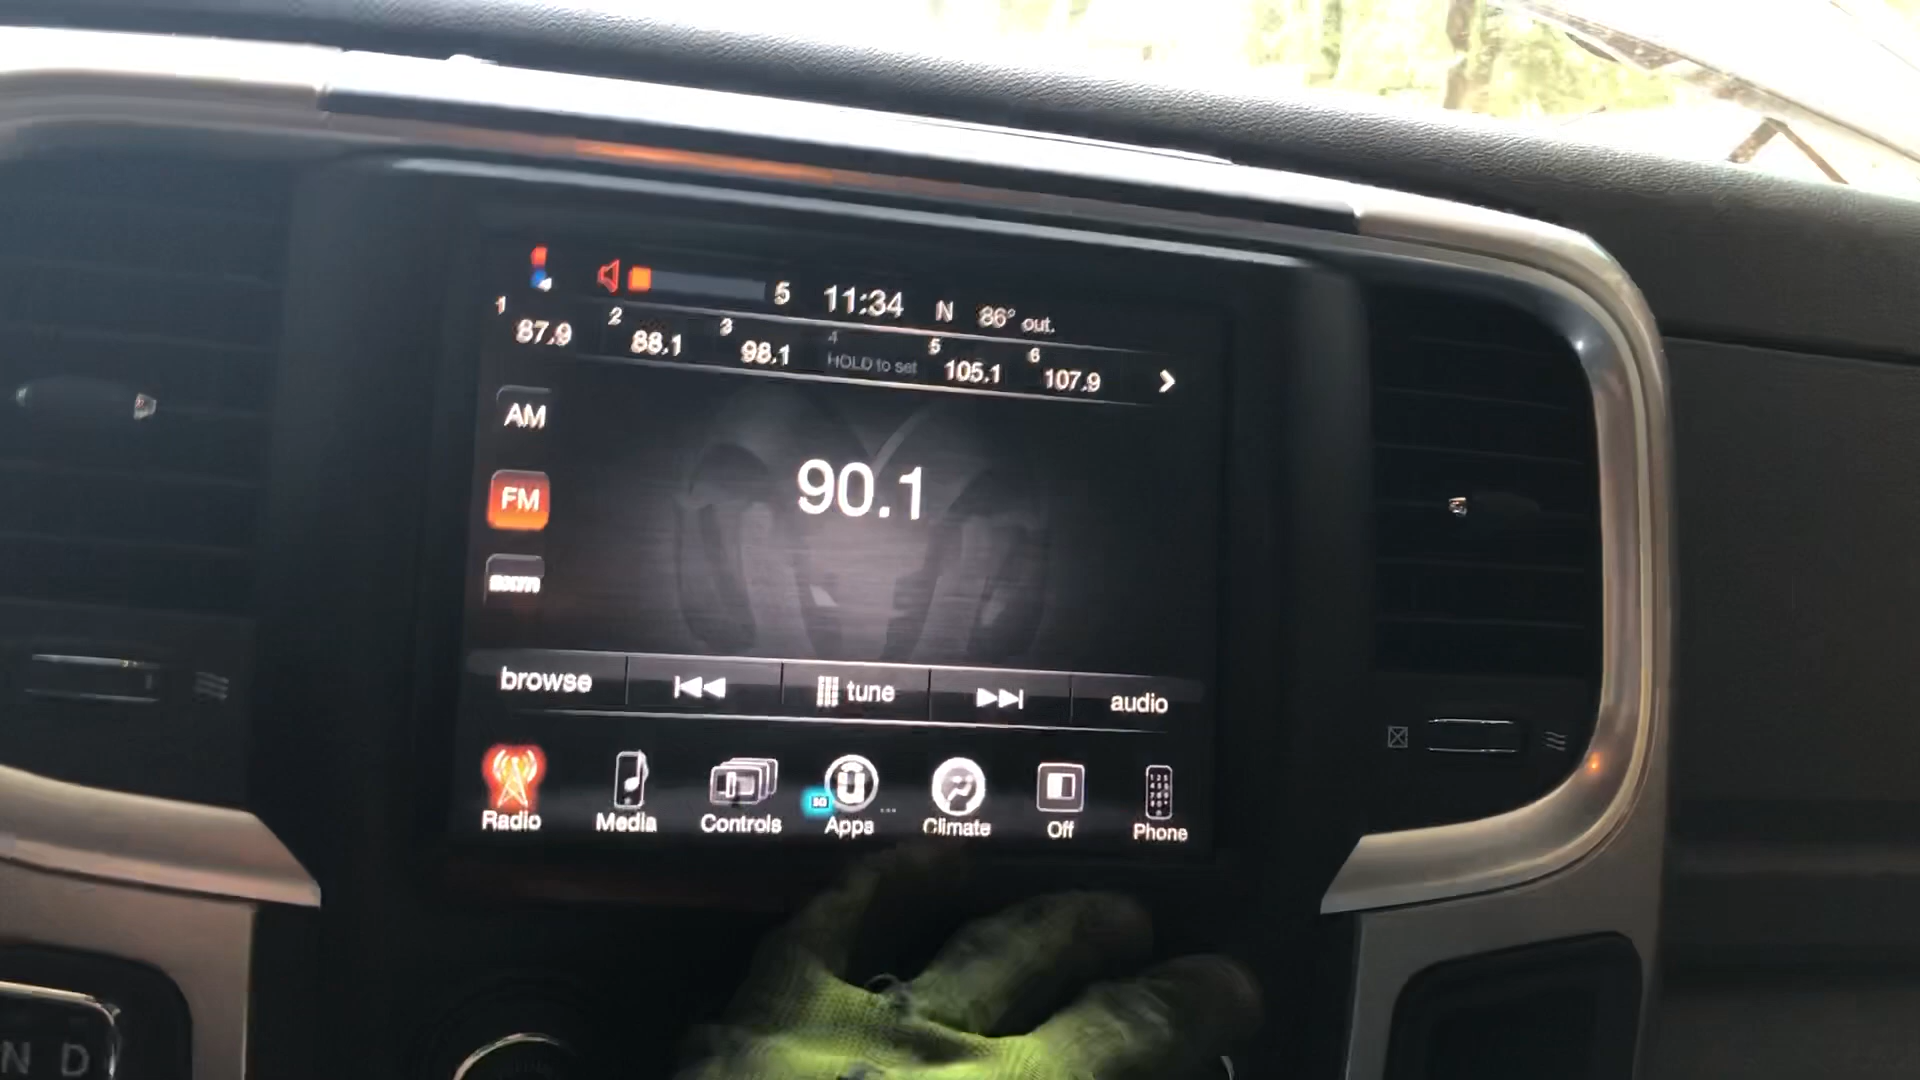 5 11:34 N 86° out.
1 87.9 2 88.1 3 98.1 4 HOLD to set 5 105.1 6 107.9
AM
90.1
FM
sxm
browse tune audio
Radio Media Controls 3G Apps Climate Off Phone
N D